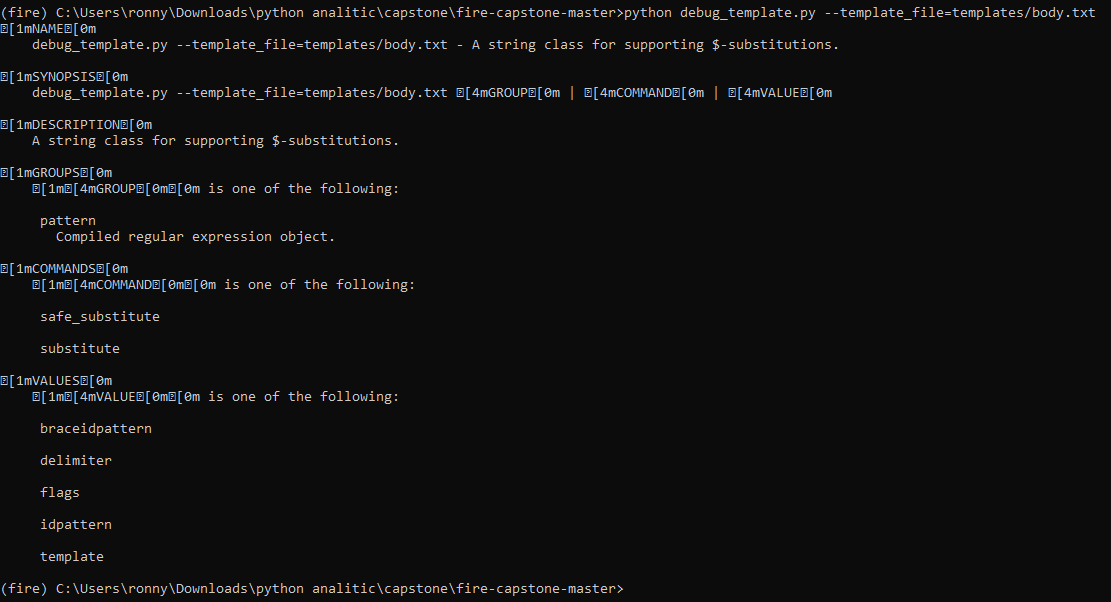 (fire) C:\Users\ronny\Downloads\python analitic\capstone\fire-capstone-master>python debug_template.py --template_file=templates/body.txt
[1mNAME[0m
    debug_template.py --template_file=templates/body.txt - A string class for supporting $-substitutions.

[1mSYNOPSIS[0m
    debug_template.py --template_file=templates/body.txt [4mGROUP[0m | [4mCOMMAND[0m | [4mVALUE[0m

[1mDESCRIPTION[0m
    A string class for supporting $-substitutions.

[1mGROUPS[0m
    [1m[4mGROUP[0m[0m is one of the following:

     pattern
       Compiled regular expression object.

[1mCOMMANDS[0m
    [1m[4mCOMMAND[0m[0m is one of the following:

     safe_substitute

     substitute

[1mVALUES[0m
    [1m[4mVALUE[0m[0m is one of the following:

     braceidpattern

     delimiter

     flags

     idpattern

     template

(fire) C:\Users\ronny\Downloads\python analitic\capstone\fire-capstone-master>